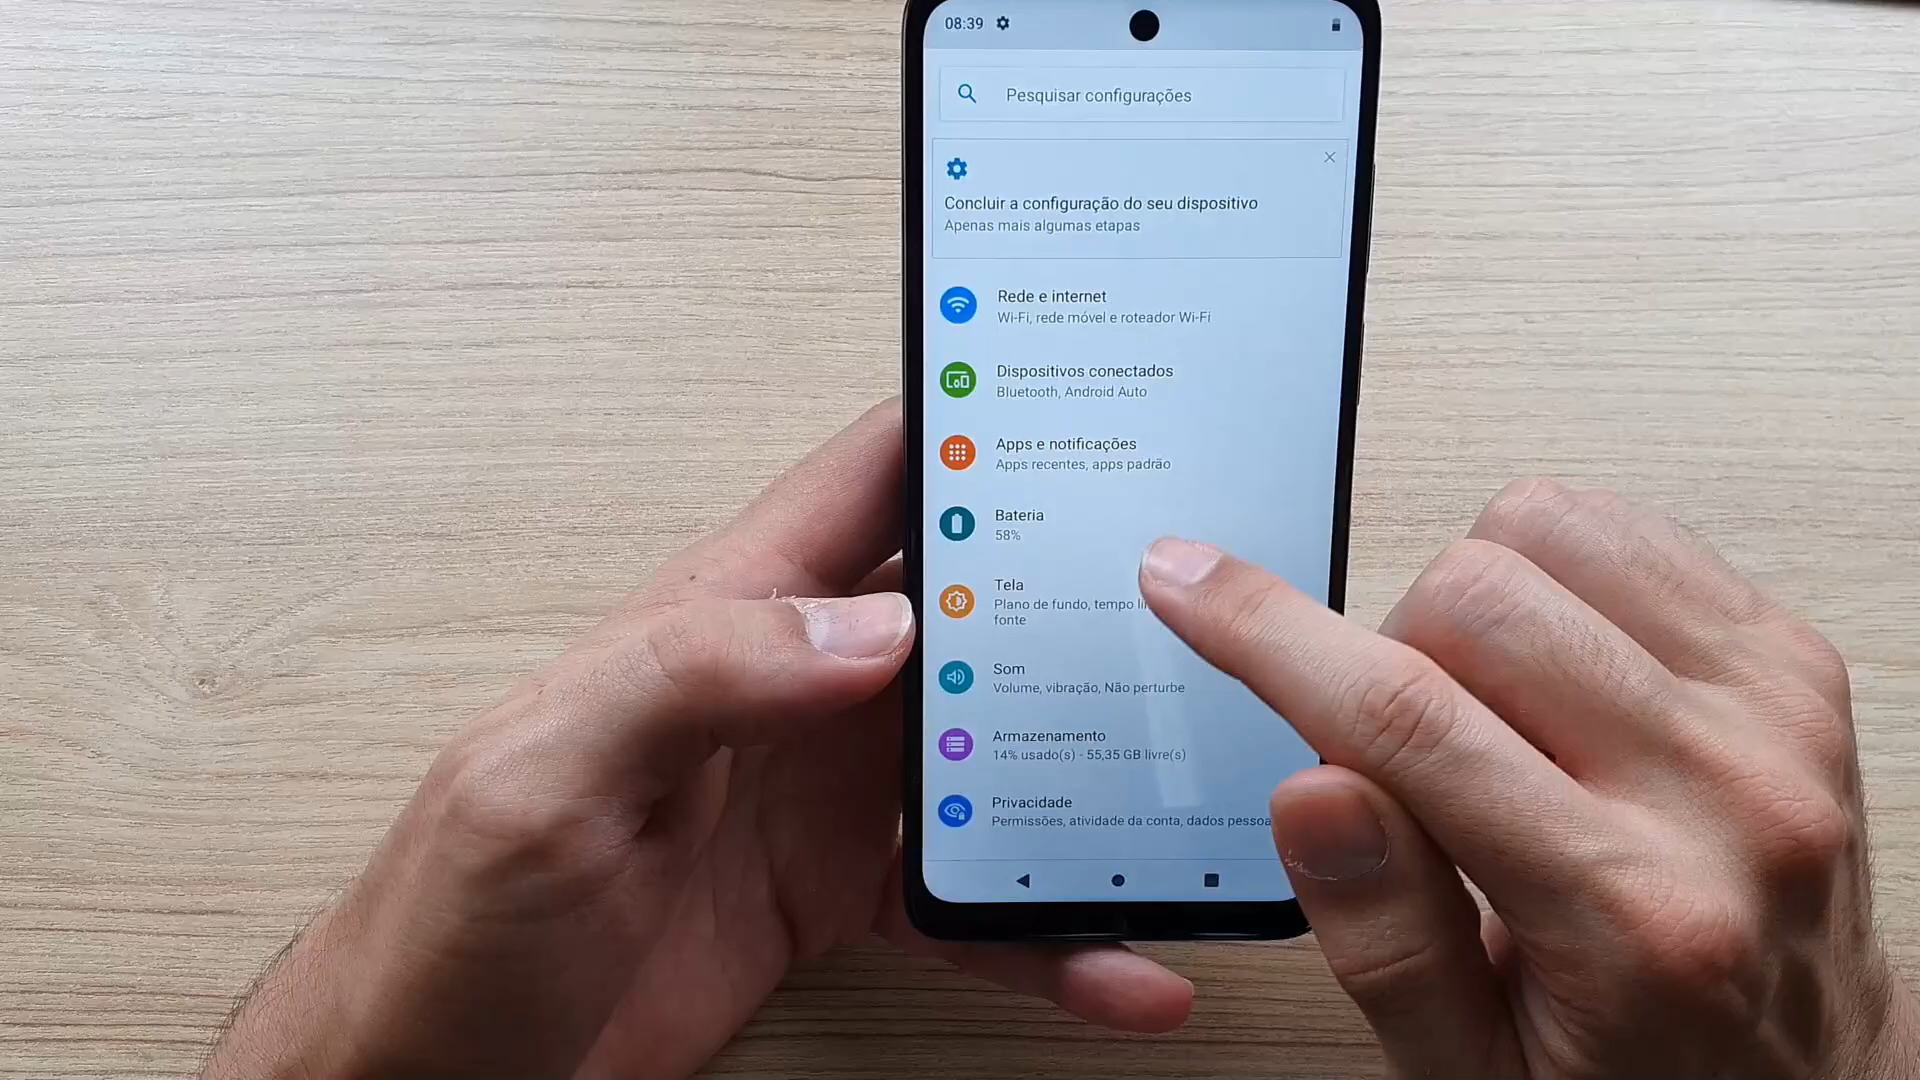 08:39
Pesquisar configurações
Concluir a configuração do seu dispositivo
Apenas mais algumas etapas
Rede e internet
Wi-Fi, rede móvel e roteador Wi-Fi
Dispositivos conectados
Bluetooth, Android Auto
Apps e notificações
Apps recentes, apps padrão
Bateria
58%
Tela
Plano de fundo, tempo
fonte
Som
Volume, vibração, Não perturbe
Armazenamento
14% usado(s) - 55,35 GB livre(s)
Privacidade
Permissões, atividade da conta, dados